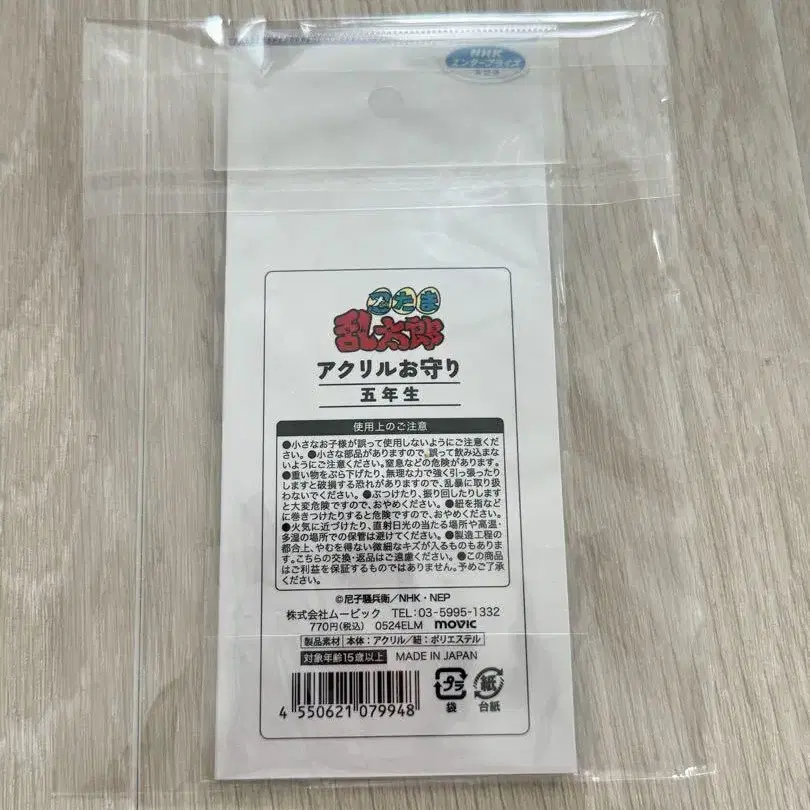 NHK
エンタープライズ
忍たま
乱太郎
アクリルお守り
五年生
使用上のご注意
●小さなお子様が誤って使用しないようにご注意くだ
さい。●小さな部品がありますので、誤って飲み込まな
いようにご注意ください。窒息などの危険があります。
●重い物をぶら下げたり、無理な力で強く引っ張ったり
しますと破損する恐れがありますので、乱暴に取り扱
わないでください。●ぶつけたり、振り回したりします
と大変危険ですので、おやめください。●紐を指など
に巻きつけたりすると危険ですので、おやめください。
●火気に近づけたり、直射日光の当たる場所や高温・
多湿の場所での保管は避けてください。●製造工程の
都合上、やむを得ない微細なキズが入るものもありま
す。こちらの交換・返品はご遠慮ください。●この商品
はご利益を保証するものではありません。予めご了承
ください。
©尼子騒兵衛／NHK・NEP
株式会社ムービック TEL：03-5995-1332
770円(税込) 0524ELM movic
製品素材 本体：アクリル／紐：ポリエステル
対象年齢15歳以上 MADE IN JAPAN
プラ 紙
袋 台紙
4 550621 079948